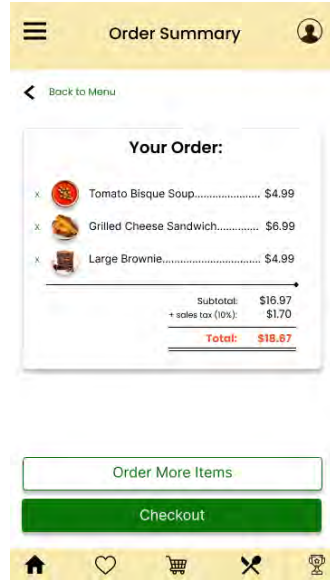 Order Summary
Back to Menu
Your Order:
x Tomato Bisque Soup...................... $4.99
x Grilled Cheese Sandwich.............. $6.99
x Large Brownie................................. $4.99
Subtotal: $16.97
+ sales tax (10%): $1.70
Total: $18.67
Order More Items
Checkout